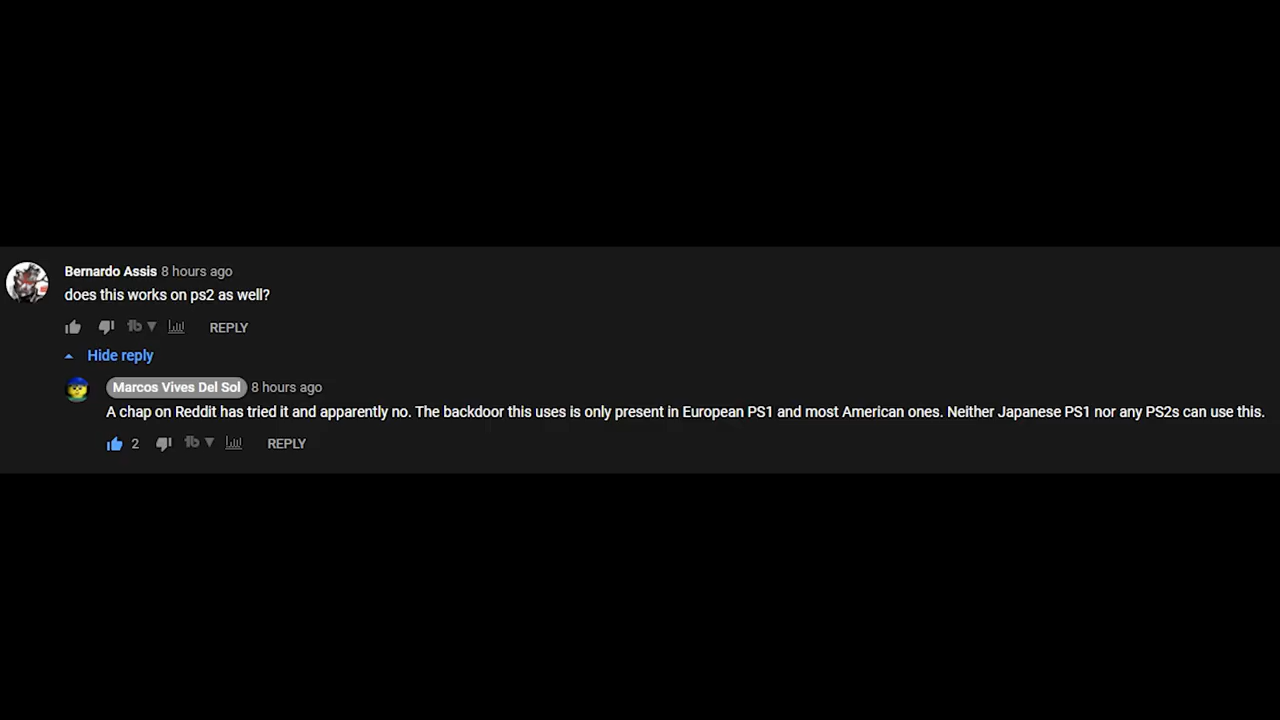 Bernardo Assis 8 hours ago
does this works on ps2 as well?
REPLY
Hide reply
Marcos Vives Del Sol 8 hours ago
A chap on Reddit has tried it and apparently no. The backdoor this uses is only present in European PS1 and most American ones. Neither Japanese PS1 nor any PS2s can use this.
2 REPLY